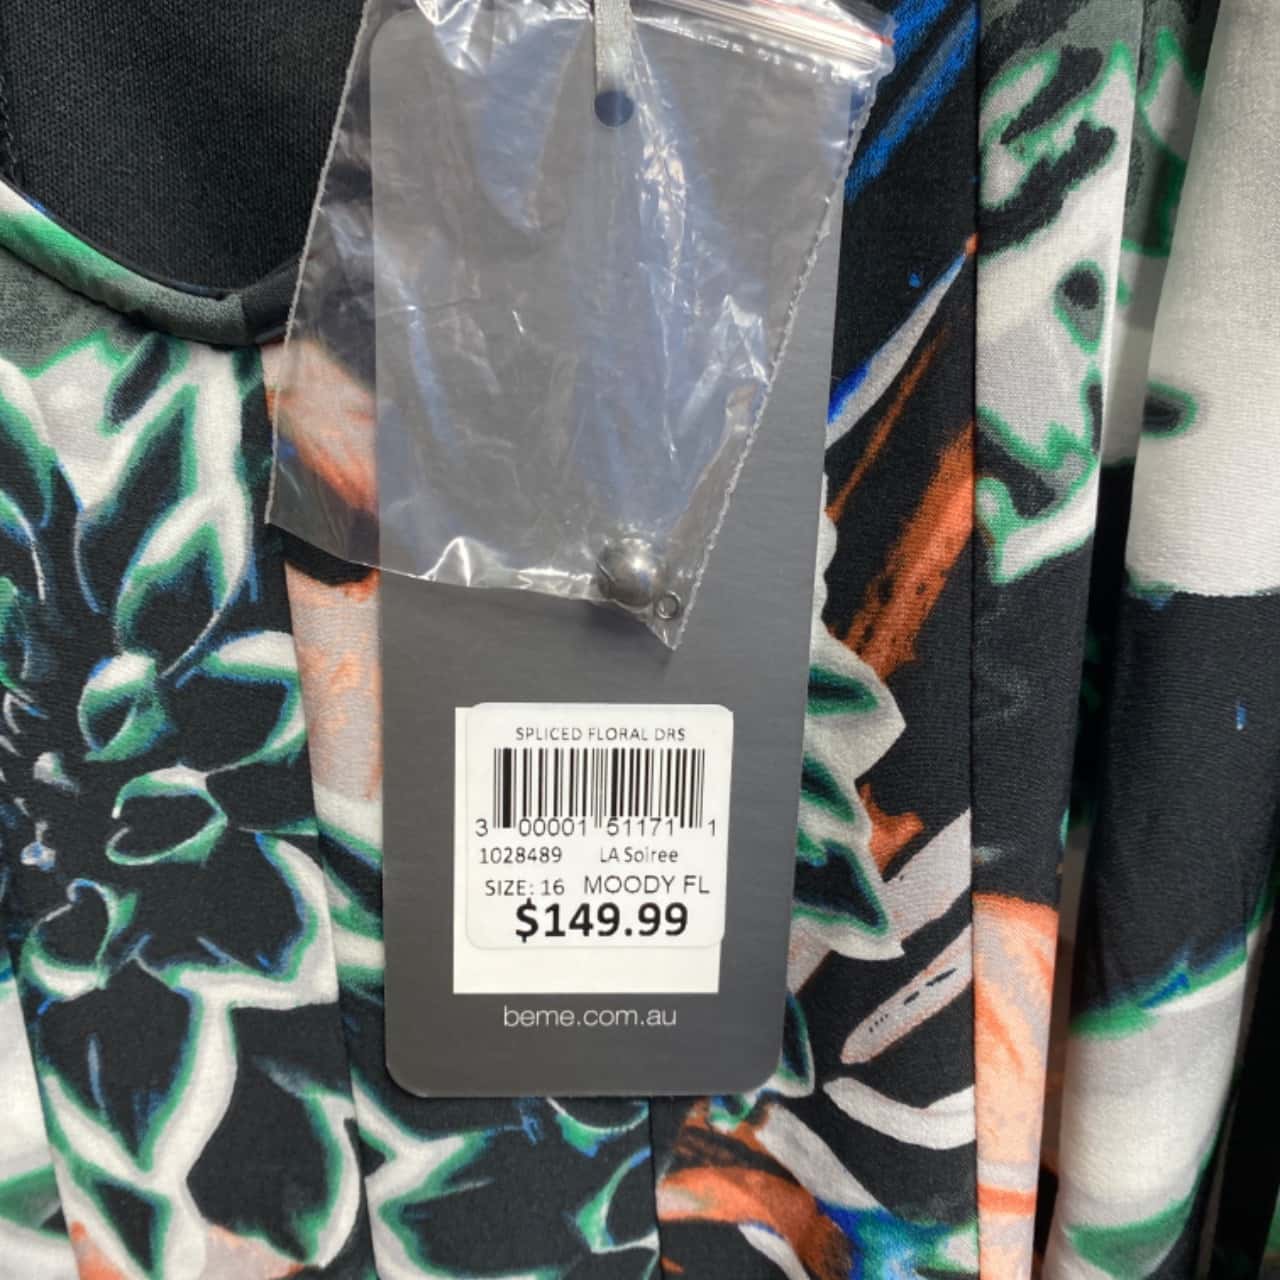 SPLICED FLORAL DRS
3 00001 51171 1
1028489 LA Soiree
SIZE: 16 MOODY FL
$149.99
beme.com.au